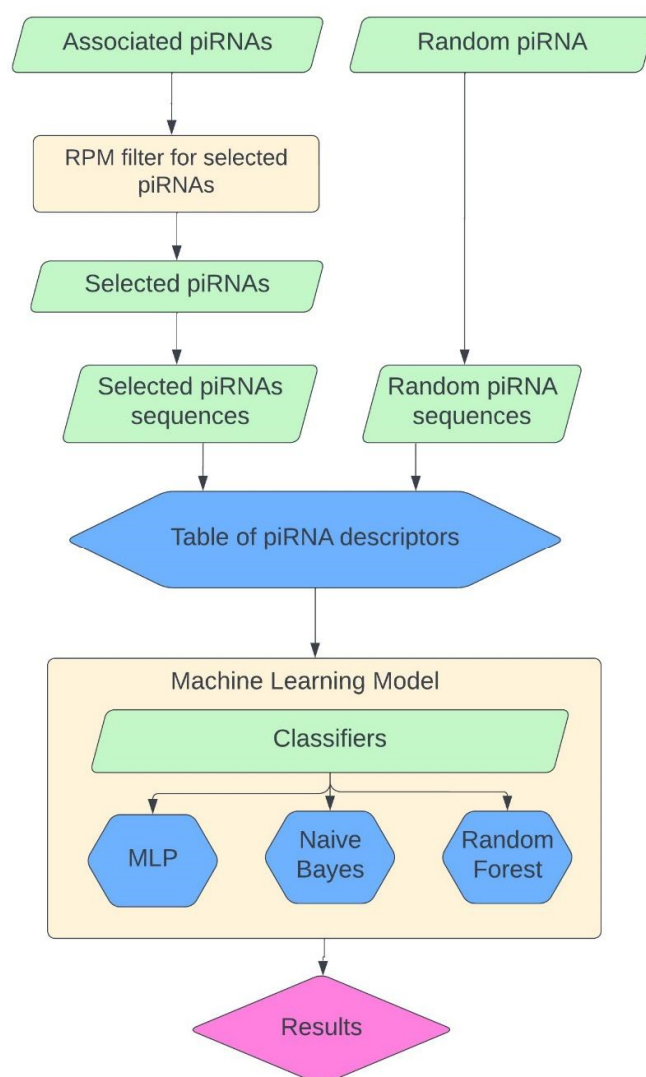 Associated piRNAs
Random piRNA
RPM filter for selected
piRNAs
Selected piRNAs
Selected piRNAs
sequences
Random piRNA
sequences
Table of piRNA descriptors
Machine Learning Model
Classifiers
MLP
Naive
Bayes
Random
Forest
Results